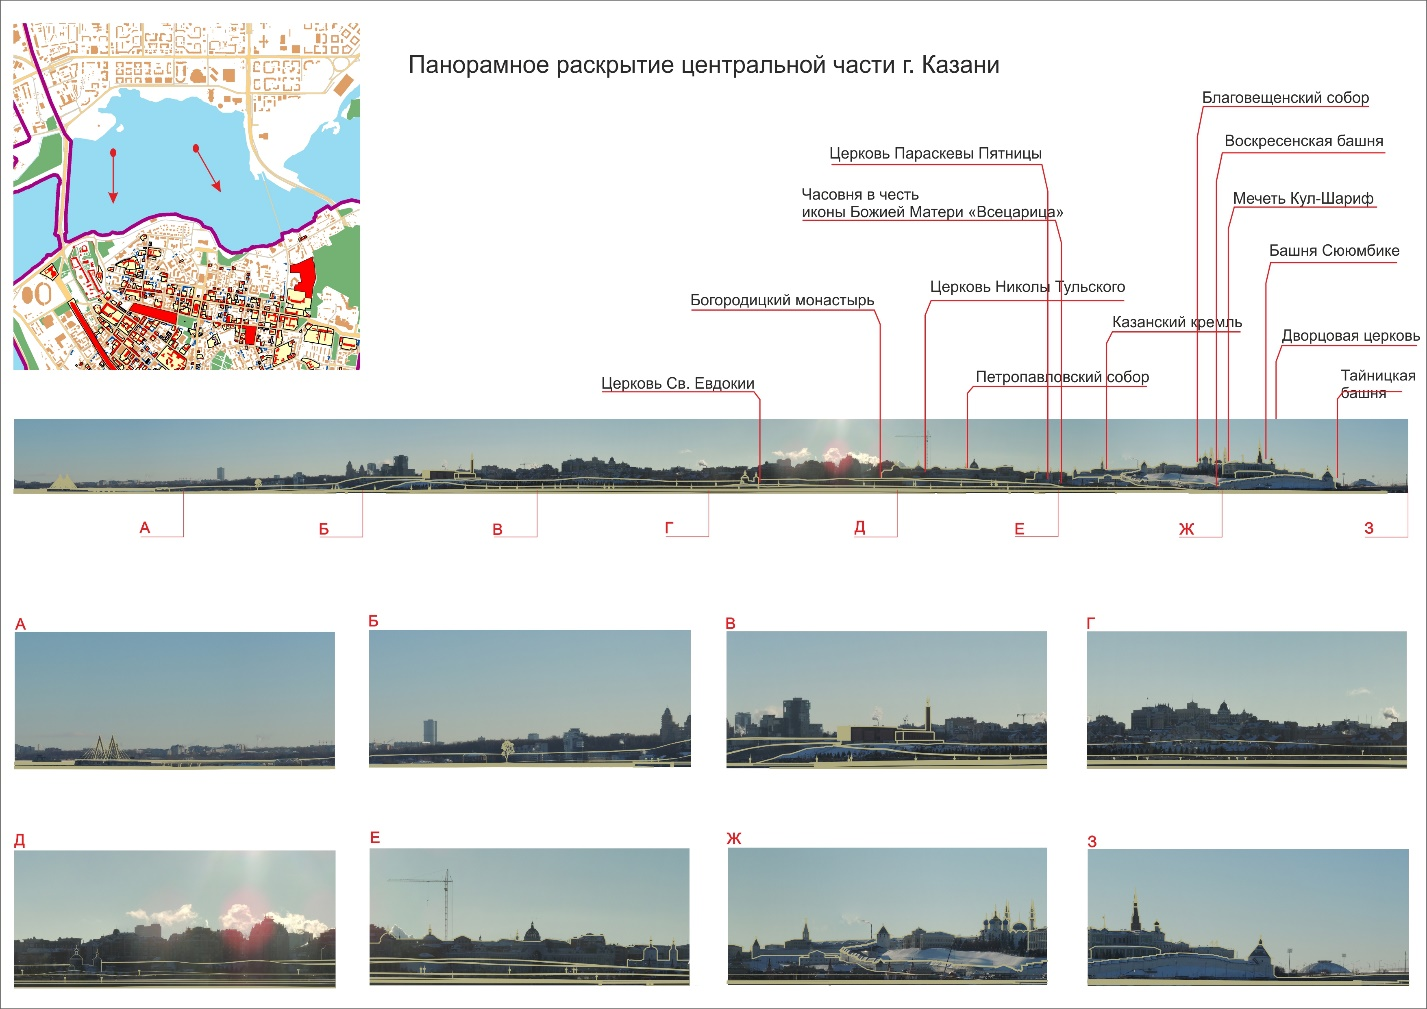 Панорамное раскрытие центральной части г. Казани
Благовещенский собор
Воскресенская башня
Церковь Параскевы Пятницы
Часовня в честь
иконы Божией Матери «Всецарица»
Мечеть Кул-Шариф
Башня Сююмбике
Церковь Николы Тульского
Богородицкий монастырь
Казанский кремль
Дворцовая церковь
Петропавловский собор
Тайницкая
башня
Церковь Св. Евдокии
А Б В Г Д Е Ж З
А Б В Г
Д Е Ж З